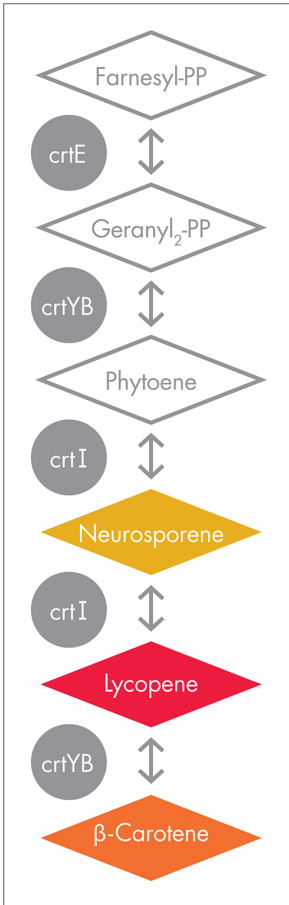 Farnesyl-PP
crtE
Geranyl₂-PP
crtYB
Phytoene
crtI
Neurosporene
crtI
Lycopene
crtYB
β-Carotene